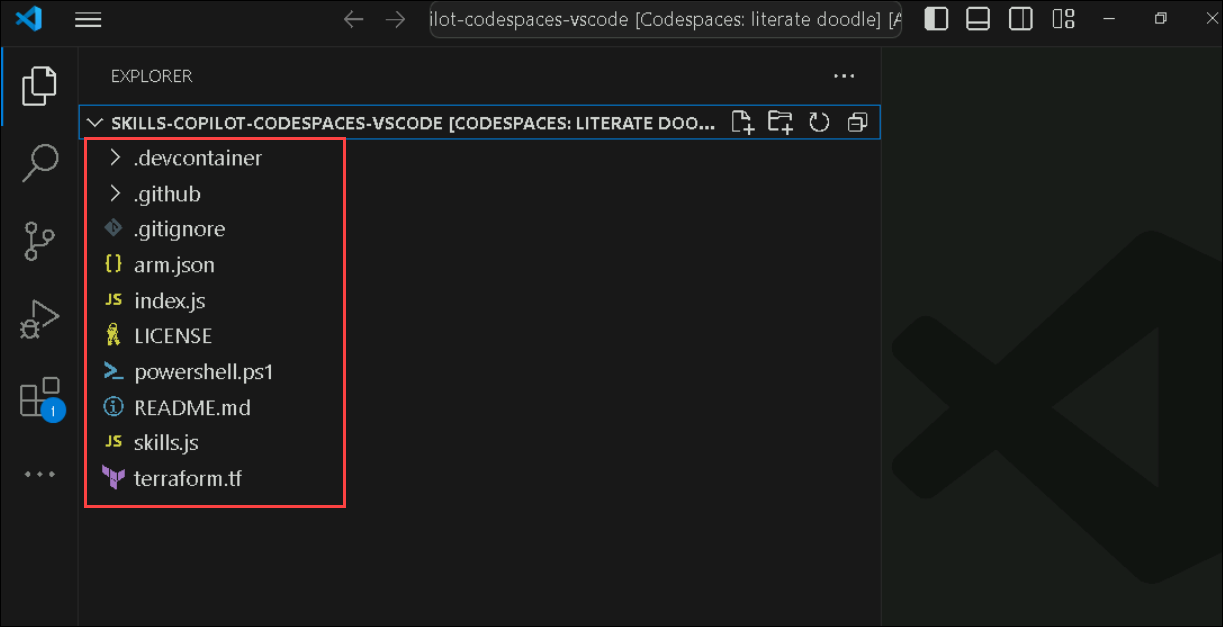 ilot-codespaces-vscode [Codespaces: literate doodle] [A
EXPLORER
SKILLS-COPILOT-CODESPACES-VSCODE [CODESPACES: LITERATE DOO...
.devcontainer
.github
.gitignore
{} arm.json
JS index.js
LICENSE
powershell.ps1
README.md
JS skills.js
terraform.tf
1